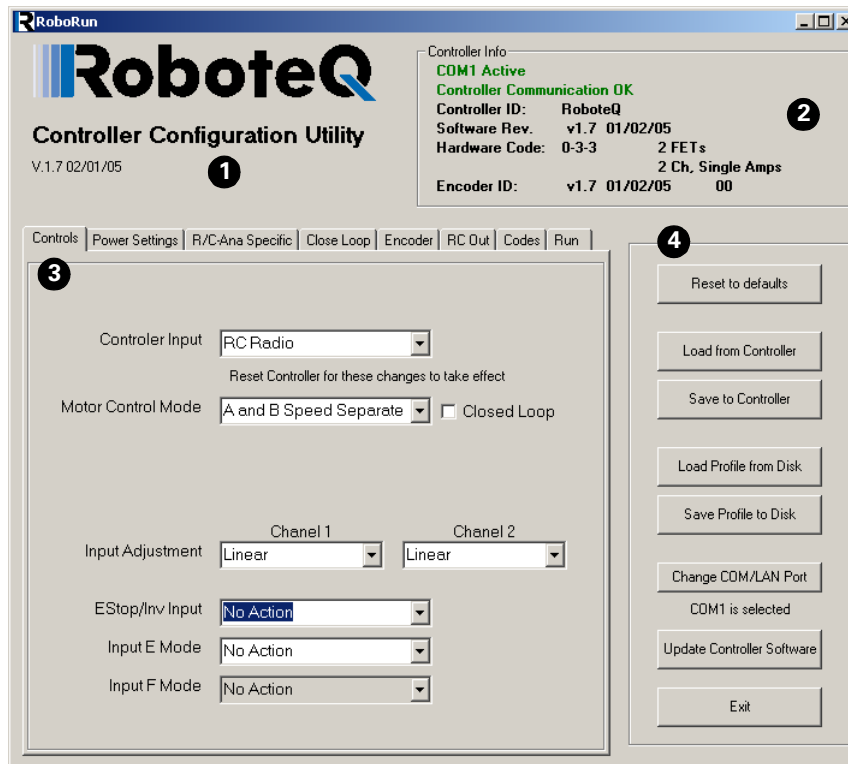 RoboRun
RoboteQ
Controller Configuration Utility
V.1.7 02/01/05
1
Controller Info
COM1 Active
Controller Communication OK
Controller ID: RoboteQ
Software Rev. v1.7 01/02/05
Hardware Code: 0-3-3 2 FETs
2 Ch, Single Amps
Encoder ID: v1.7 01/02/05 00
2
Controls Power Settings R/C-Ana Specific Close Loop Encoder RC Out Codes Run
3
Controler Input RC Radio
Reset Controller for these changes to take effect
Motor Control Mode A and B Speed Separate Closed Loop
Chanel 1 Chanel 2
Input Adjustment Linear Linear
EStop/Inv Input No Action
Input E Mode No Action
Input F Mode No Action
4
Reset to defaults
Load from Controller
Save to Controller
Load Profile from Disk
Save Profile to Disk
Change COM/LAN Port
COM1 is selected
Update Controller Software
Exit